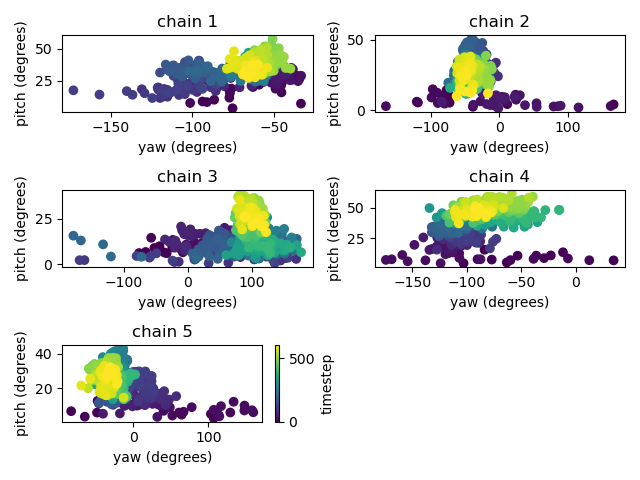 chain 1
pitch (degrees)
50
25
−150
−100
−50
yaw (degrees)
chain 2
pitch (degrees)
50
0
−100
0
100
yaw (degrees)
chain 3
pitch (degrees)
25
0
−100
0
100
yaw (degrees)
chain 4
pitch (degrees)
50
25
−150
−100
−50
0
yaw (degrees)
chain 5
pitch (degrees)
40
20
0
100
yaw (degrees)
500
0
timestep